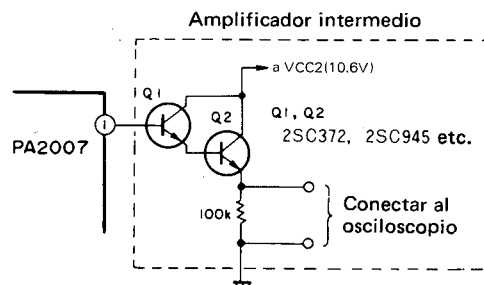 Amplificador intermedio
a VCC2(10.6V)
Q1
Q2
Q1, Q2
2SC372, 2SC945 etc.
1
PA2007
100k
Conectar al
osciloscopio